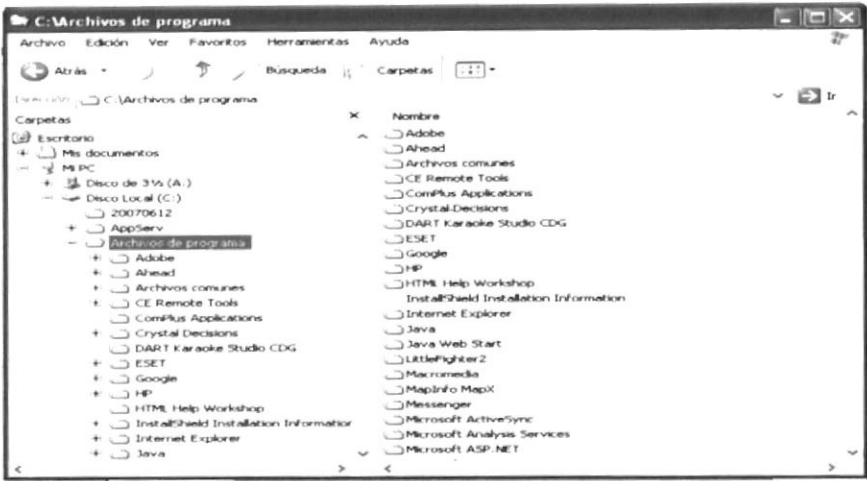 C:\Archivos de programa
Archivo Edición Ver Favoritos Herramientas Ayuda
Atrás Búsqueda Carpetas
Dirección C:\Archivos de programa Ir
Carpetas
Escritorio
Mis documentos
Mi PC
Disco de 3½ (A:)
Disco Local (C:)
20070612
AppServ
Archivos de programa
Adobe
Ahead
Archivos comunes
CE Remote Tools
ComPlus Applications
Crystal Decisions
DART Karaoke Studio CDG
ESET
Google
HP
HTML Help Workshop
InstallShield Installation Information
Internet Explorer
Java
Nombre
Adobe
Ahead
Archivos comunes
CE Remote Tools
ComPlus Applications
Crystal Decisions
DART Karaoke Studio CDG
ESET
Google
HP
HTML Help Workshop
InstallShield Installation Information
Internet Explorer
Java
Java Web Start
LittleFighter2
Macromedia
MapInfo MapX
Messenger
Microsoft ActiveSync
Microsoft Analysis Services
Microsoft ASP.NET